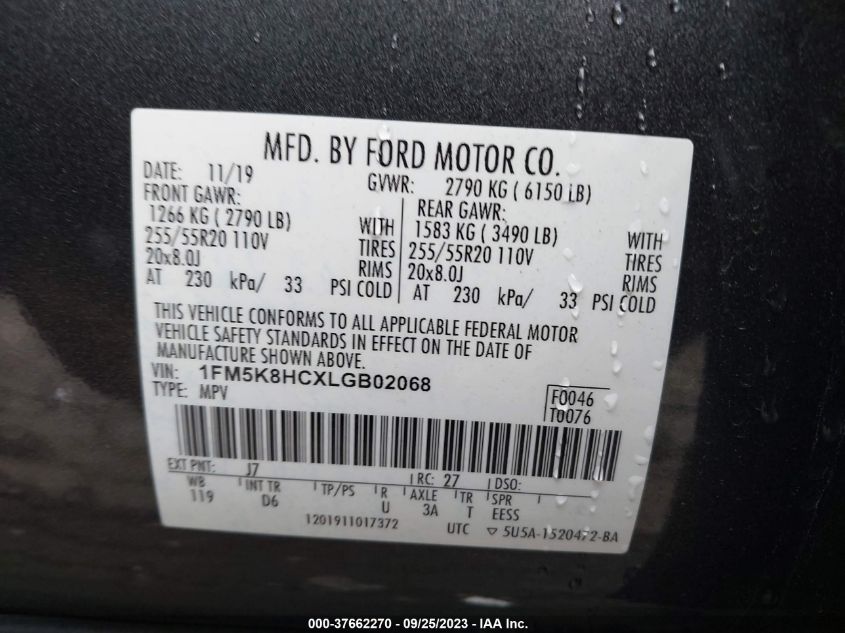 MFD. BY FORD MOTOR CO.
DATE: 11/19 GVWR: 2790 KG ( 6150 LB)
FRONT GAWR: REAR GAWR:
1266 KG ( 2790 LB) WITH 1583 KG ( 3490 LB) WITH
255/55R20 110V TIRES 255/55R20 110V TIRES
20x8.0J RIMS 20x8.0J RIMS
AT 230 kPa/ 33 PSI COLD AT 230 kPa/ 33 PSI COLD
THIS VEHICLE CONFORMS TO ALL APPLICABLE FEDERAL MOTOR
VEHICLE SAFETY STANDARDS IN EFFECT ON THE DATE OF
MANUFACTURE SHOWN ABOVE.
VIN: 1FM5K8HCXLGB02068
TYPE: MPV F0046
T0076
EXT PNT: J7 RC: 27 DSO:
WB INT TR TP/PS R AXLE TR SPR
119 D6 U 3A T EESS
1201911017372 UTC ▽ 5U5A-1520472-BA
000-37662270 - 09/25/2023 - IAA Inc.